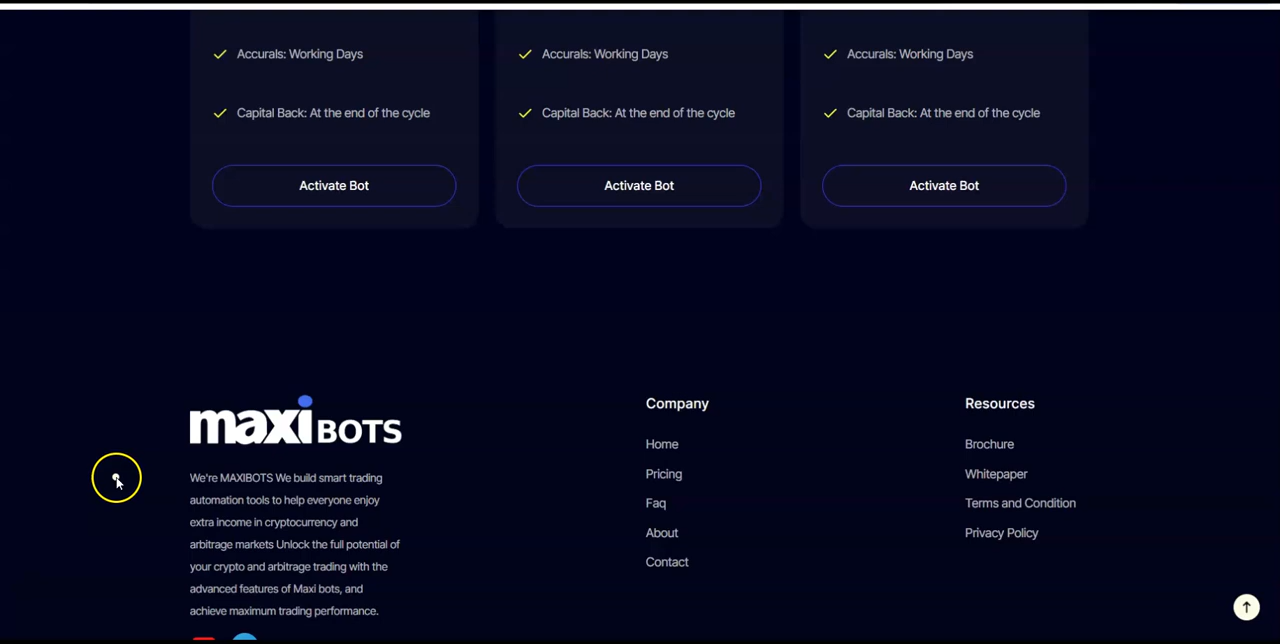 Accurals: Working Days
Accurals: Working Days
Accurals: Working Days
Capital Back: At the end of the cycle
Capital Back: At the end of the cycle
Capital Back: At the end of the cycle
Activate Bot
Activate Bot
Activate Bot
maxi BOTS
We're MAXIBOTS We build smart trading
automation tools to help everyone enjoy
extra income in cryptocurrency and
arbitrage markets Unlock the full potential of
your crypto and arbitrage trading with the
advanced features of Maxi bots, and
achieve maximum trading performance.
Company
Home
Pricing
Faq
About
Contact
Resources
Brochure
Whitepaper
Terms and Condition
Privacy Policy